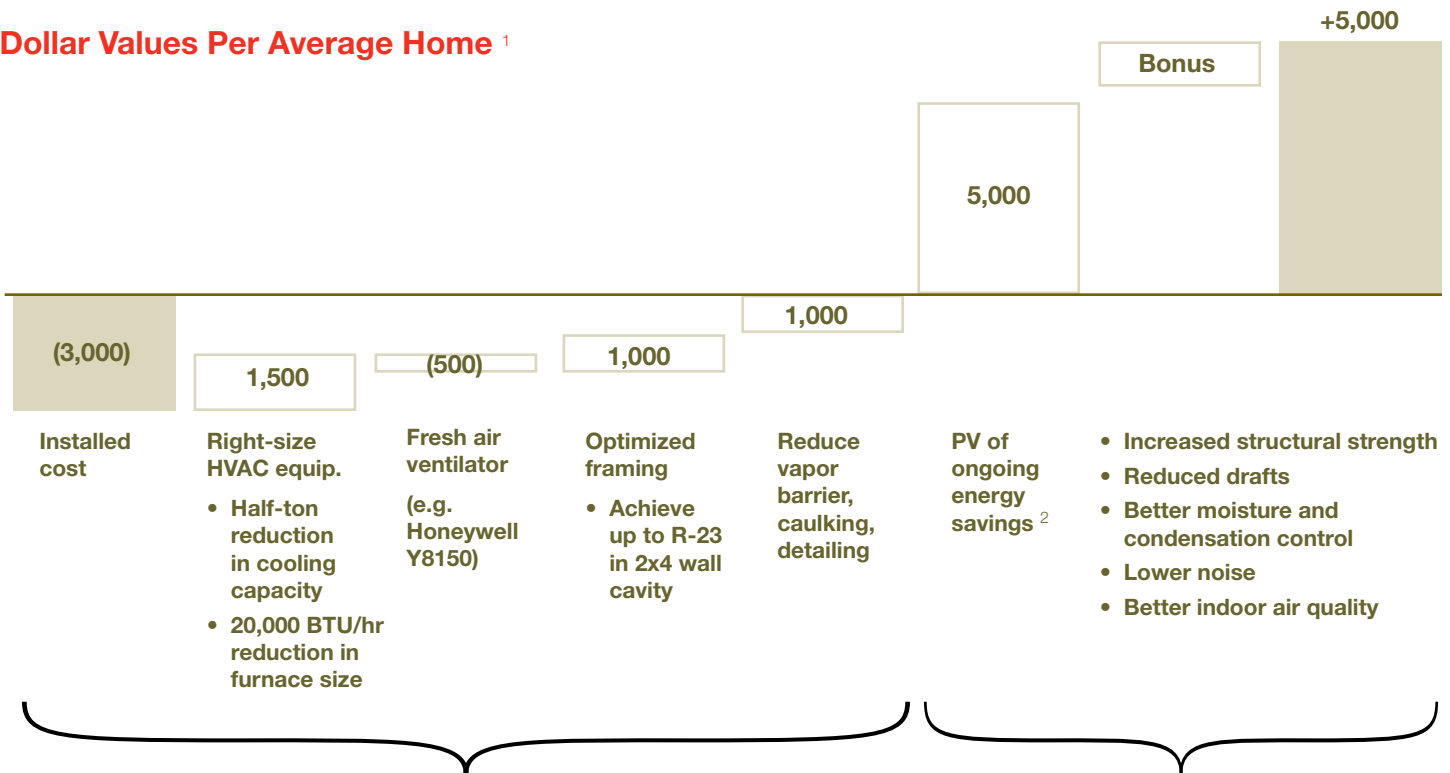 Dollar Values Per Average Home 1
+5,000
Bonus
5,000
1,000
(3,000)
1,500
(500)
1,000
Installed
cost
Right-size
HVAC equip.
• Half-ton
reduction
in cooling
capacity
• 20,000 BTU/hr
reduction in
furnace size
Fresh air
ventilator
(e.g.
Honeywell
Y8150)
Optimized
framing
• Achieve
up to R-23
in 2x4 wall
cavity
Reduce
vapor
barrier,
caulking,
detailing
PV of
ongoing
energy
savings 2
• Increased structural strength
• Reduced drafts
• Better moisture and
condensation control
• Lower noise
• Better indoor air quality